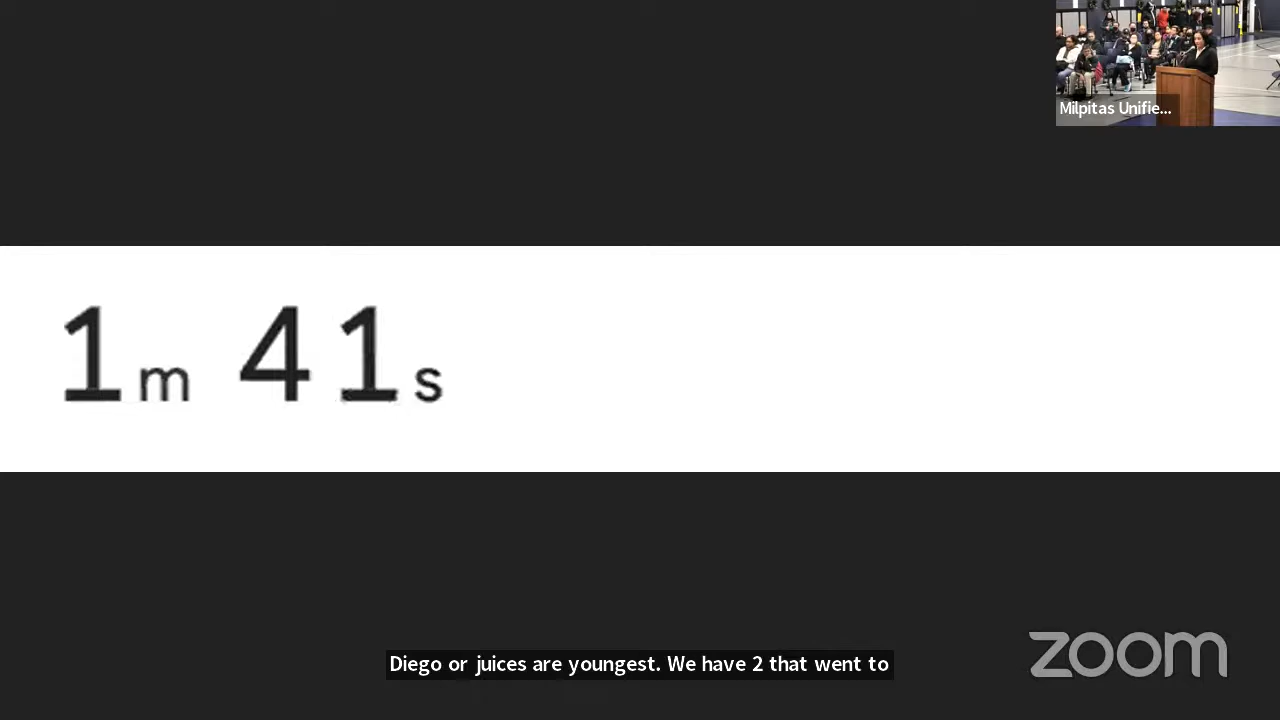 Milpitas Unifie...
1m 41s
Diego or juices are youngest. We have 2 that went to
zoom